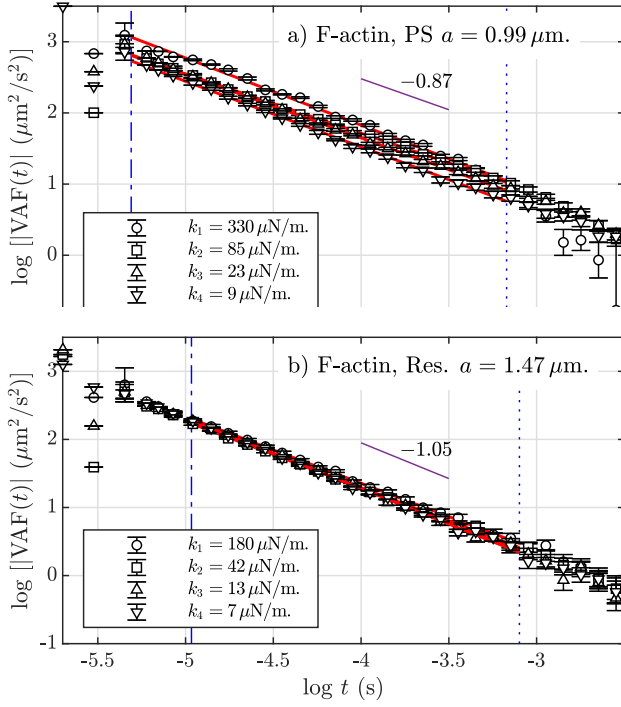 a) F-actin, PS a = 0.99 μm.
log [|VAF(t)| (μm²/s²)]
3
2
1
0
−0.87
k₁ = 330 μN/m.
k₂ = 85 μN/m.
k₃ = 23 μN/m.
k₄ = 9 μN/m.
b) F-actin, Res. a = 1.47 μm.
log [|VAF(t)| (μm²/s²)]
3
2
1
0
-1
−1.05
k₁ = 180 μN/m.
k₂ = 42 μN/m.
k₃ = 13 μN/m.
k₄ = 7 μN/m.
-5.5 -5 -4.5 -4 -3.5 -3
log t (s)